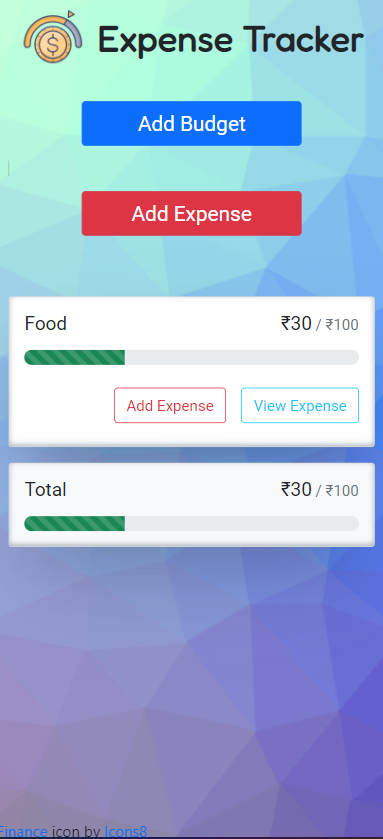 Expense Tracker
Add Budget
Add Expense
Food ₹30 / ₹100
Add Expense View Expense
Total ₹30 / ₹100
Finance icon by Icons8